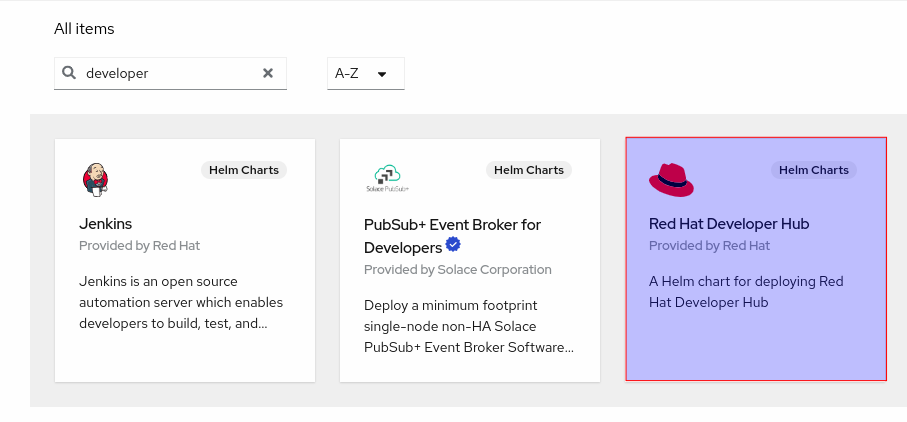 All items
developer
A-Z
Helm Charts
Jenkins
Provided by Red Hat
Jenkins is an open source
automation server which enables
developers to build, test, and...
Solace PubSub+
Helm Charts
PubSub+ Event Broker for
Developers
Provided by Solace Corporation
Deploy a minimum footprint
single-node non-HA Solace
PubSub+ Event Broker Software...
Helm Charts
Red Hat Developer Hub
Provided by Red Hat
A Helm chart for deploying Red
Hat Developer Hub